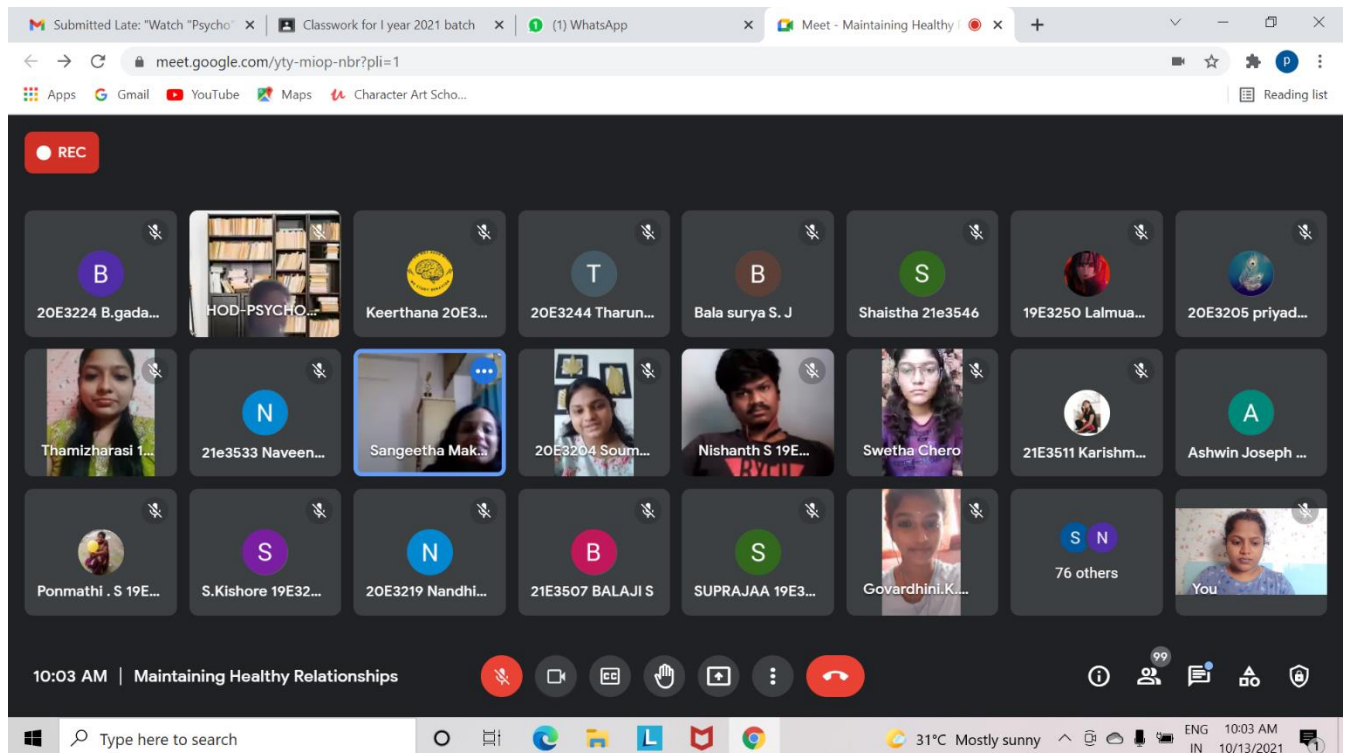 Submitted Late: "Watch "Psycho"
Classwork for I year 2021 batch
(1) WhatsApp
Meet - Maintaining Healthy
meet.google.com/yty-miop-nbr?pli=1
P
Apps
Gmail
YouTube
Maps
Character Art Scho...
Reading list
REC
B
20E3224 B.gada...
HOD-PSYCHO...
Keerthana 20E3...
T
20E3244 Tharun...
B
Bala surya S. J
S
Shaistha 21e3546
19E3250 Lalmua...
20E3205 priyad...
Thamizharasi 1...
N
21e3533 Naveen...
Sangeetha Mak...
20E3204 Soum...
Nishanth S 19E...
Swetha Chero
21E3511 Karishm...
A
Ashwin Joseph ...
Ponmathi . S 19E...
S
S.Kishore 19E32...
N
20E3219 Nandhi...
B
21E3507 BALAJI S
S
SUPRAJAA 19E3...
Govardhini.K....
S N
76 others
You
10:03 AM | Maintaining Healthy Relationships
CC
99
Type here to search
L
31°C Mostly sunny
ENG
IN
10:03 AM
10/13/2021